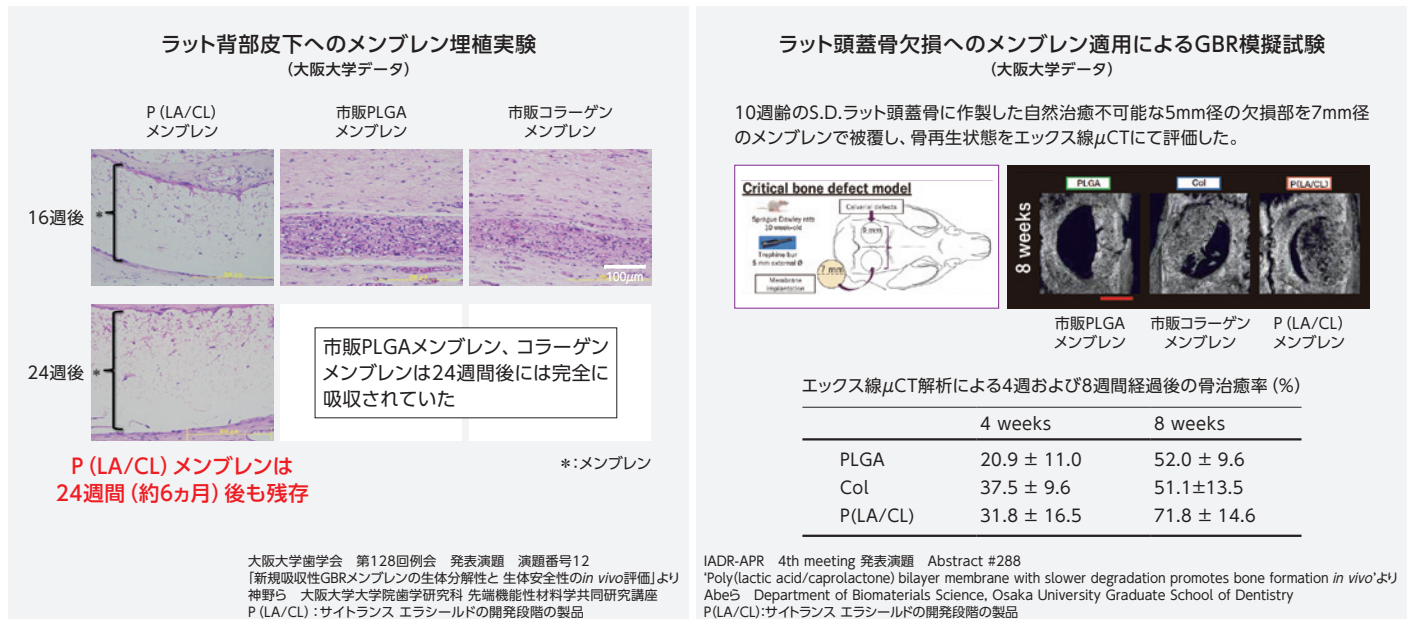 ラット背部皮下へのメンブレン埋植実験
（大阪大学データ）
P（LA/CL）
メンブレン
市販PLGA
メンブレン
市販コラーゲン
メンブレン
16週後
*
100μm
24週後
*
市販PLGAメンブレン、コラーゲン
メンブレンは24週間後には完全に
吸収されていた
P（LA/CL）メンブレンは
24週間（約6ヵ月）後も残存
＊：メンブレン
大阪大学歯学会　第128回例会　発表演題　演題番号12
「新規吸収性GBRメンブレンの生体分解性と 生体安全性のin vivo評価」より
神野ら　大阪大学大学院歯学研究科 先端機能性材料学共同研究講座
P（LA/CL）：サイトランス エラシールドの開発段階の製品
ラット頭蓋骨欠損へのメンブレン適用によるGBR模擬試験
（大阪大学データ）
10週齢のS.D.ラット頭蓋骨に作製した自然治癒不可能な5mm径の欠損部を7mm径
のメンブレンで被覆し、骨再生状態をエックス線μCTにて評価した。
Critical bone defect model
Calvarial defects
Sprague Dawley rats
10 week-old
Trephine bur
5 mm external Ø
5 mm
7 mm
Membrane
implantation
8 weeks
PLGA
Col
P(LA/CL)
市販PLGA
メンブレン
市販コラーゲン
メンブレン
P（LA/CL）
メンブレン
エックス線μCT解析による4週および8週間経過後の骨治癒率（%）
4 weeks 8 weeks
PLGA 20.9 ± 11.0 52.0 ± 9.6
Col 37.5 ± 9.6 51.1±13.5
P(LA/CL) 31.8 ± 16.5 71.8 ± 14.6
IADR-APR　4th meeting 発表演題　Abstract #288
'Poly(lactic acid/caprolactone) bilayer membrane with slower degradation promotes bone formation in vivo'より
Abeら　Department of Biomaterials Science, Osaka University Graduate School of Dentistry
P(LA/CL)：サイトランス エラシールドの開発段階の製品